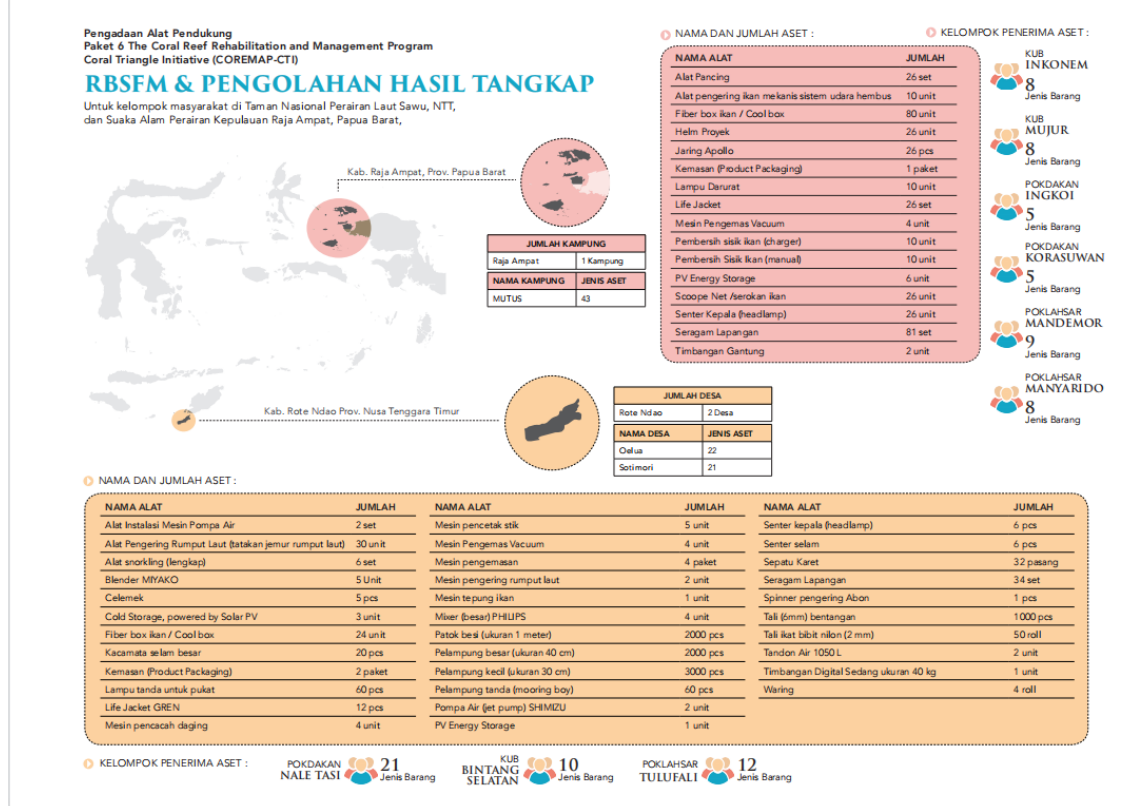 Pengadaan Alat Pendukung
Paket 6 The Coral Reef Rehabilitation and Management Program
Coral Triangle Initiative (COREMAP-CTI)
RBSFM & PENGOLAHAN HASIL TANGKAP
Untuk kelompok masyarakat di Taman Nasional Perairan Laut Sawu, NTT,
dan Suaka Alam Perairan Kepulauan Raja Ampat, Papua Barat,
Kab. Raja Ampat, Prov. Papua Barat
JUMLAH KAMPUNG
Raja Ampat 1 Kampung
NAMA KAMPUNG JENIS ASET
MUTUS 43
NAMA DAN JUMLAH ASET :
NAMA ALAT JUMLAH
Alat Pancing 26 set
Alat pengering ikan mekanis sistem udara hembus 10 unit
Fiber box ikan / Cool box 80 unit
Helm Proyek 26 unit
Jaring Apollo 26 pcs
Kemasan (Product Packaging) 1 paket
Lampu Darurat 10 unit
Life Jacket 26 set
Mesin Pengemas Vacuum 4 unit
Pembersih sisik ikan (charger) 10 unit
Pembersih Sisik Ikan (manual) 10 unit
PV Energy Storage 6 unit
Scoope Net /serokan ikan 26 unit
Senter Kepala (headlamp) 26 unit
Seragam Lapangan 81 set
Timbangan Gantung 2 unit
KELOMPOK PENERIMA ASET :
KUB
INKONEM
8
Jenis Barang
KUB
MUJUR
8
Jenis Barang
POKDAKAN
INGKOI
5
Jenis Barang
POKDAKAN
KORASUWAN
5
Jenis Barang
POKLAHSAR
MANDEMOR
9
Jenis Barang
POKLAHSAR
MANYARIDO
8
Jenis Barang
Kab. Rote Ndao Prov. Nusa Tenggara Timur
JUMLAH DESA
Rote Ndao 2 Desa
NAMA DESA JENIS ASET
Oelua 22
Sotimori 21
NAMA DAN JUMLAH ASET :
NAMA ALAT JUMLAH
Alat Instalasi Mesin Pompa Air 2 set
Alat Pengering Rumput Laut (tatakan jemur rumput laut) 30 unit
Alat snorkling (lengkap) 6 set
Blender MIYAKO 5 Unit
Celemek 5 pcs
Cold Storage, powered by Solar PV 3 unit
Fiber box ikan / Cool box 24 unit
Kacamata selam besar 20 pcs
Kemasan (Product Packaging) 2 paket
Lampu tanda untuk pukat 60 pcs
Life Jacket GREN 12 pcs
Mesin pencacah daging 4 unit
NAMA ALAT JUMLAH
Mesin pencetak stik 5 unit
Mesin Pengemas Vacuum 4 unit
Mesin pengemasan 4 paket
Mesin pengering rumput laut 2 unit
Mesin tepung ikan 1 unit
Mixer (besar) PHILIPS 4 unit
Patok besi (ukuran 1 meter) 2000 pcs
Pelampung besar (ukuran 40 cm) 2000 pcs
Pelampung kecil (ukuran 30 cm) 3000 pcs
Pelampung tanda (mooring boy) 60 pcs
Pompa Air (jet pump) SHIMIZU 2 unit
PV Energy Storage 1 unit
NAMA ALAT JUMLAH
Senter kepala (headlamp) 6 pcs
Senter selam 6 pcs
Sepatu Karet 32 pasang
Seragam Lapangan 34 set
Spinner pengering Abon 1 pcs
Tali (6mm) bentangan 1000 pcs
Tali ikat bibit nilon (2 mm) 50 roll
Tandon Air 1050 L 2 unit
Timbangan Digital Sedang ukuran 40 kg 1 unit
Waring 4 roll
KELOMPOK PENERIMA ASET :
POKDAKAN
NALE TASI
21
Jenis Barang
KUB
BINTANG
SELATAN
10
Jenis Barang
POKLAHSAR
TULUFALI
12
Jenis Barang